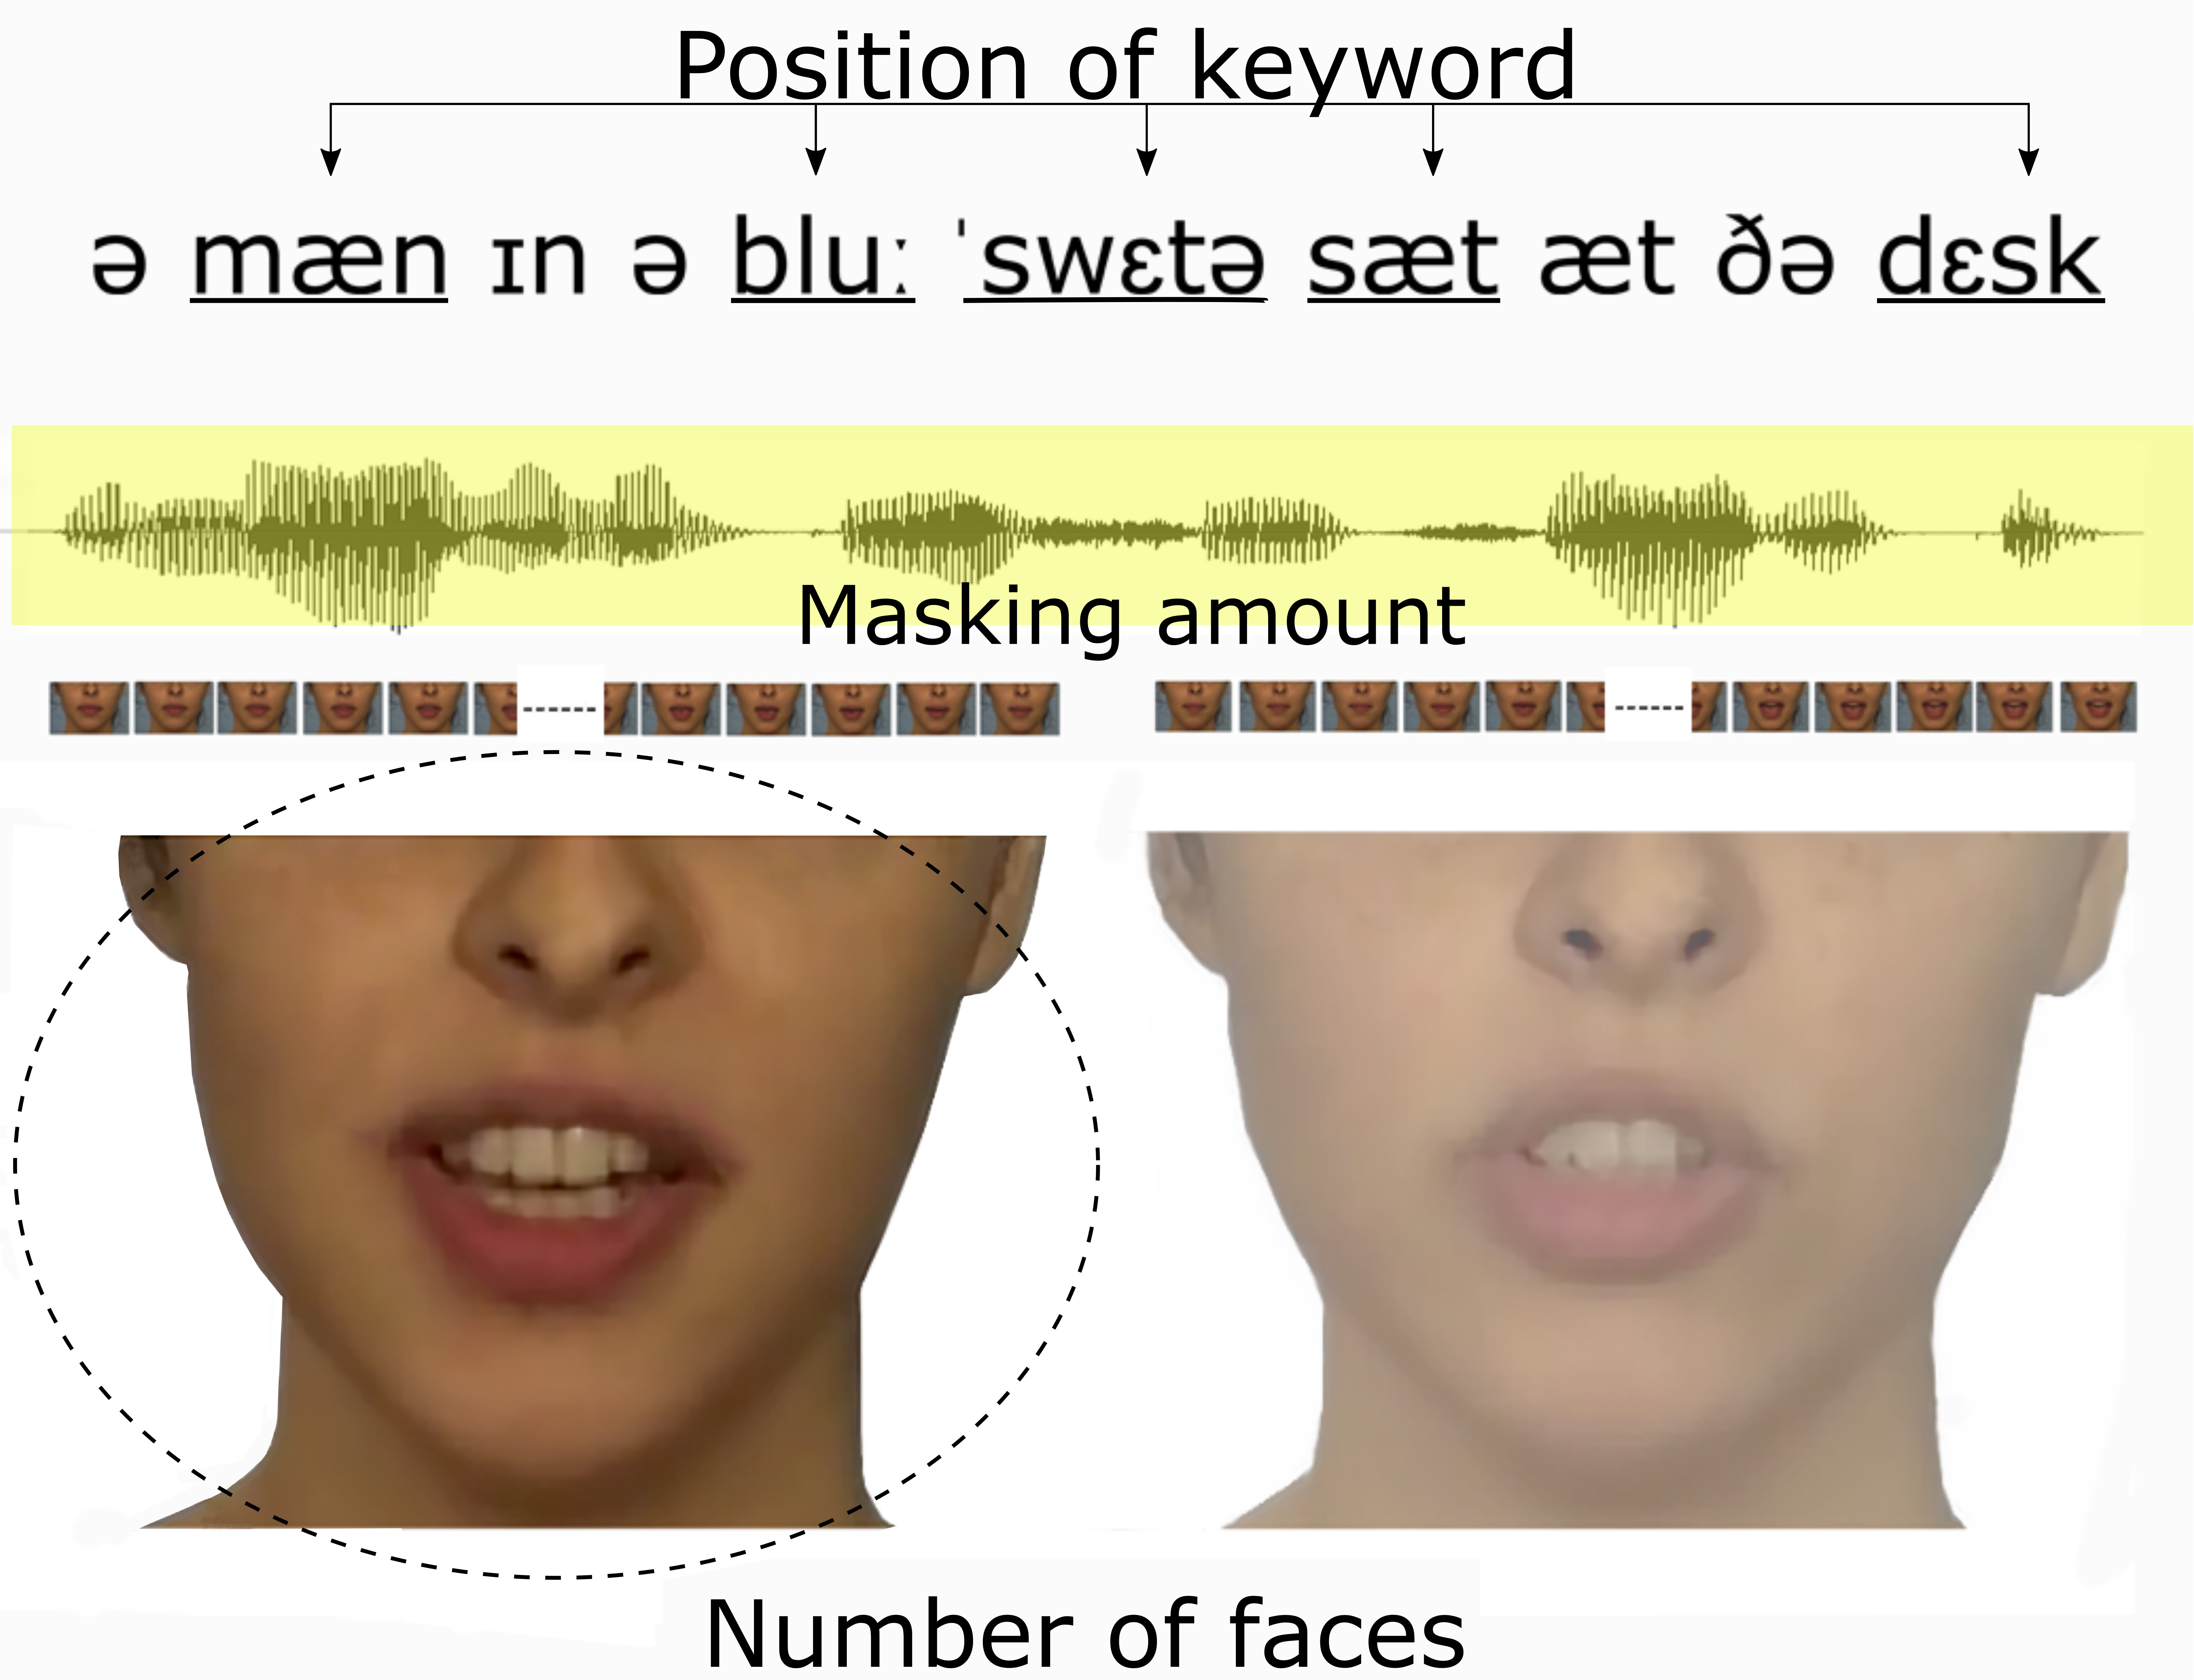 Position of keyword
ə mæn ɪn ə bluː ˈswɛtə sæt æt ðə dɛsk
Masking amount
Number of faces